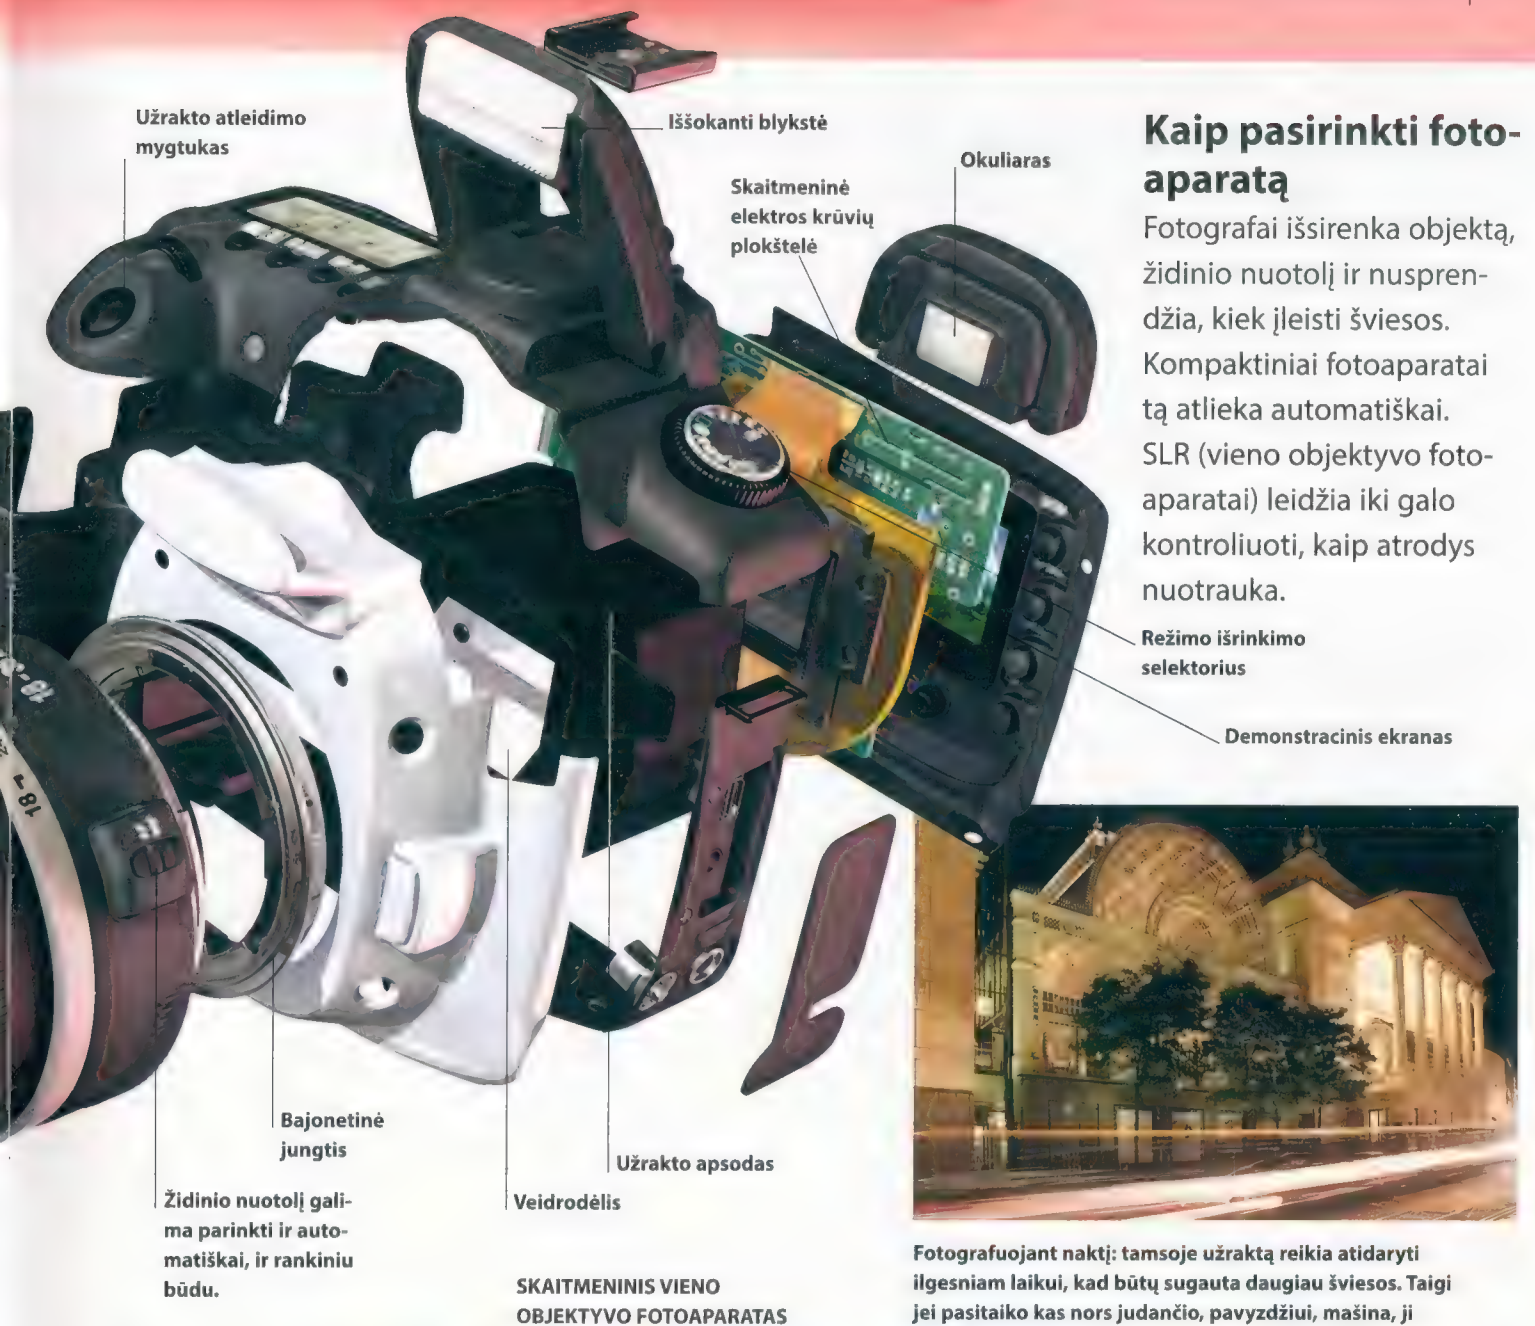 Užrakto atleidimo
mygtukas
Iššokanti blykstė
Skaitmeninė
elektros krūvių
plokštelė
Okuliaras
Kaip pasirinkti foto-
aparatą
Fotografai išsirenka objektą,
židinio nuotolį ir nuspren-
džia, kiek įleisti šviesos.
Kompaktiniai fotoaparatai
tą atlieka automatiškai.
SLR (vieno objektyvo foto-
aparatai) leidžia iki galo
kontroliuoti, kaip atrodys
nuotrauka.
Režimo išrinkimo
selektorius
Demonstracinis ekranas
18
Bajonetinė
jungtis
Užrakto apsodas
Veidrodėlis
Židinio nuotolį gali-
ma parinkti ir auto-
matiškai, ir rankiniu
būdu.
SKAITMENINIS VIENO
OBJEKTYVO FOTOAPARATAS
Fotografuojant naktį: tamsoje užraktą reikia atidaryti
ilgesniam laikui, kad būtų sugauta daugiau šviesos. Taigi
jei pasitaiko kas nors judančio, pavyzdžiui, mašina, ji